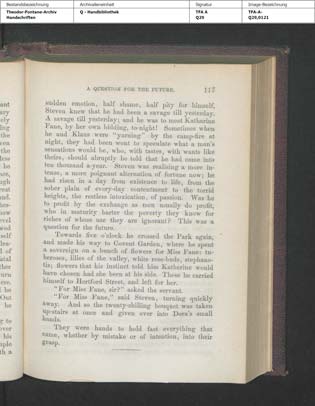 Bestandsbezeichnung
Archivalieneinheit
Signatur
Image-Bezeichnung
Theodor-Fontane-Archiv
Handschriften
Q - Handbibliothek
TFA A
Q29
TFA-A-
Q29,0121
A QUESTION FOR THE FUTURE. 117
sudden emotion, half shame, half pity for himself,
Steven knew that he had been a savage till yesterday.
A savage till yesterday; and he was to meet Katharine
Fane, by her own bidding, to-night! Sometimes when
he and Klaus were "yarning" by the camp-fire at
night, they had been wont to speculate what a man's
sensations would be, who, with tastes, with wants like
theirs, should abruptly be told that he had come into
ten thousand a-year. Steven was realising a more in-
tense, a more poignant alternation of fortune now; he
had risen in a day from existence to life, from the
sober plain of every-day contentment to the torrid
heights, the restless intoxication, of passion. Was he
to profit by the exchange as men usually do profit,
who in maturity barter the poverty they know for
riches of whose use they are ignorant? This was a
question for the future.
Towards five o'clock he crossed the Park again,
and made his way to Covent Garden, where he spent
a sovereign on a bench of flowers for Miss Fane: tu-
beroses, lilies of the valley, white rose-buds, stephano-
tis; flowers that his instinct told him Katharine would
have chosen had she been at his side. These he carried
himself to Hertford Street, and left for her.
"For Miss Fane, sir?" asked the servant.
"For Miss Fane," said Steven, turning quickly
away. And so the twenty-shilling bouquet was taken
up-stairs at once and given over into Dora's small
hands.
They were hands to hold fast everything that
came, whether by mistake or of intention, into their
grasp.